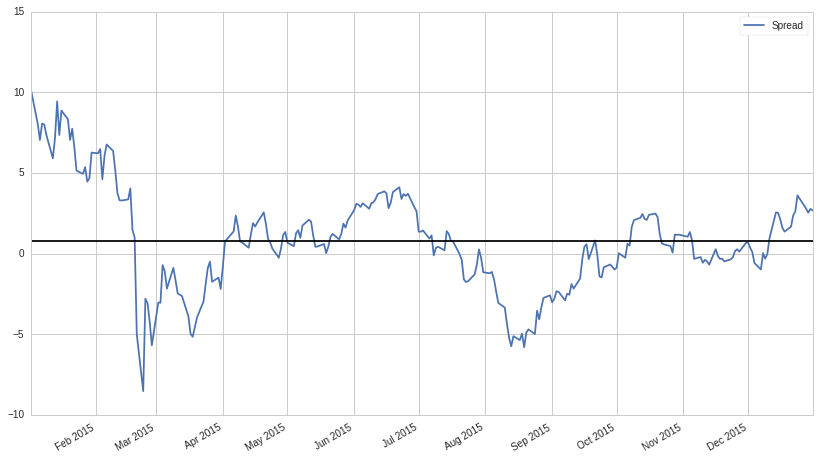 15
10
5
0
−5
−10
Spread
Feb 2015
Mar 2015
Apr 2015
May 2015
Jun 2015
Jul 2015
Aug 2015
Sep 2015
Oct 2015
Nov 2015
Dec 2015